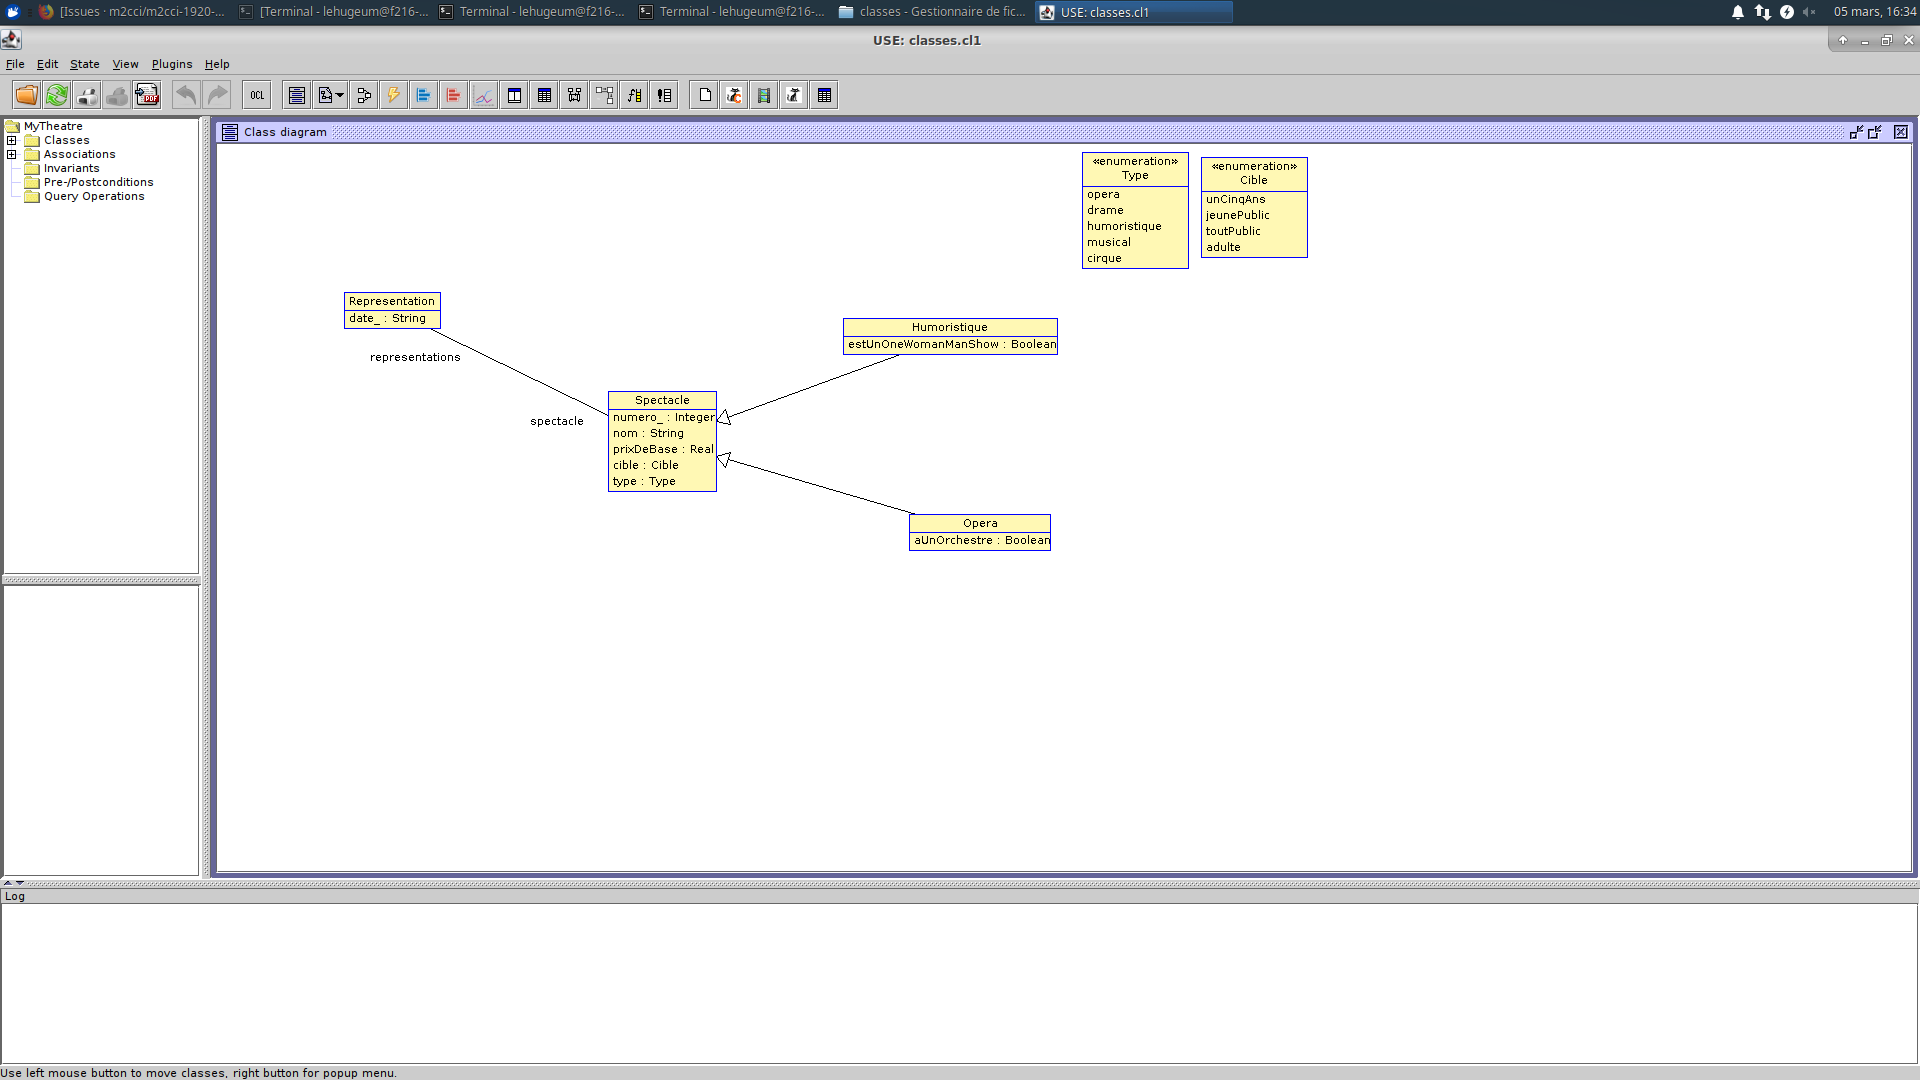 [Issues · m2cci/m2cci-1920-... [Terminal - lehugeum@f216-... Terminal - lehugeum@f216-... Terminal - lehugeum@f216-... classes - Gestionnaire de fic... USE: classes.cl1 05 mars, 16:34
USE: classes.cl1
File Edit State View Plugins Help
PDF OCL
MyTheatre
Classes
Associations
Invariants
Pre-/Postconditions
Query Operations
Class diagram
«enumeration»
Type
opera
drame
humoristique
musical
cirque
«enumeration»
Cible
unCinqAns
jeunePublic
toutPublic
adulte
Representation
date_ : String
representations
Humoristique
estUnOneWomanManShow : Boolean
spectacle
Spectacle
numero_ : Integer
nom : String
prixDeBase : Real
cible : Cible
type : Type
Opera
aUnOrchestre : Boolean
Log
Use left mouse button to move classes, right button for popup menu.